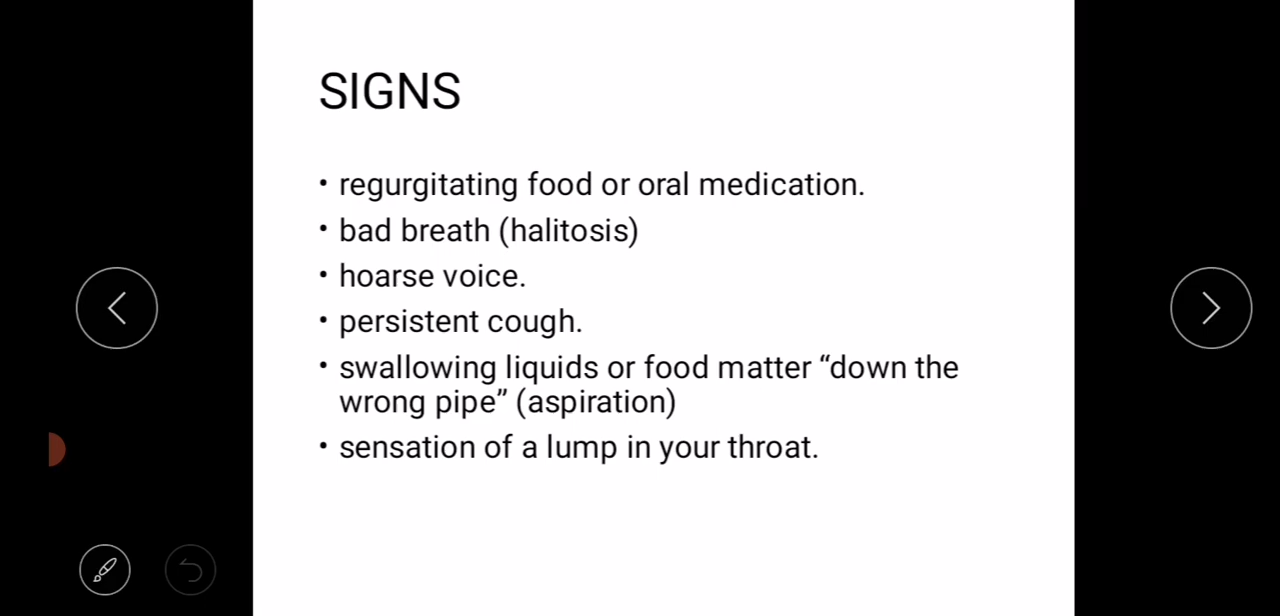 SIGNS
• regurgitating food or oral medication.
• bad breath (halitosis)
• hoarse voice.
• persistent cough.
• swallowing liquids or food matter “down the
wrong pipe” (aspiration)
• sensation of a lump in your throat.